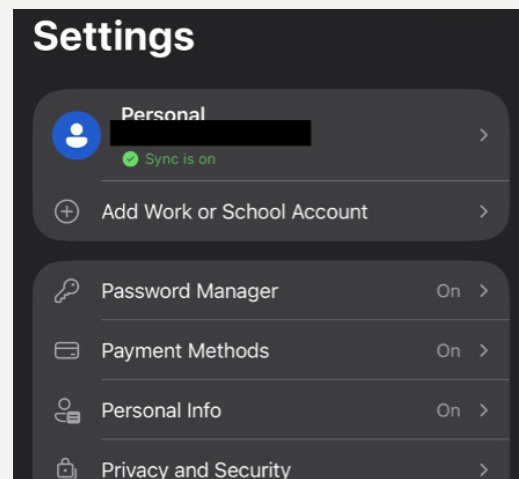 Settings
Personal
Sync is on
Add Work or School Account
Password Manager On
Payment Methods On
Personal Info On
Privacy and Security